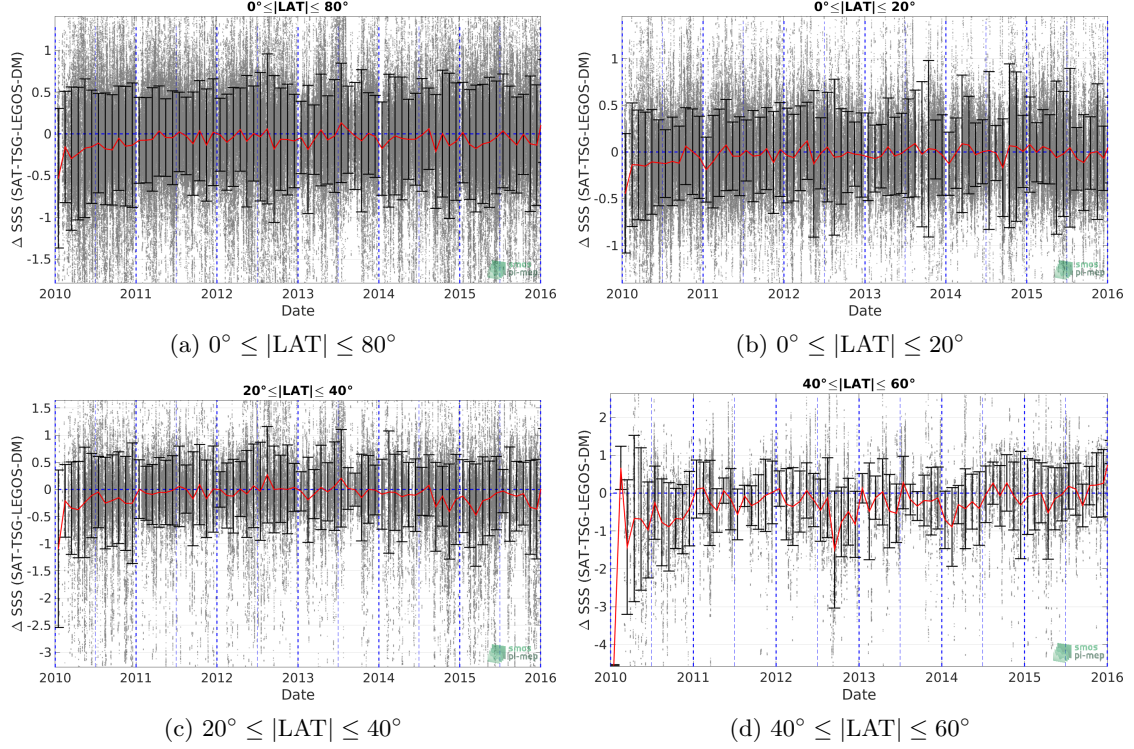 0°≤|LAT|≤ 80°
Δ SSS (SAT-TSG-LEGOS-DM)
1
0.5
0
-0.5
-1
-1.5
2010 2011 2012 2013 2014 2015 2016
Date
smos
pi-mep
(a) 0° ≤ |LAT| ≤ 80°
0°≤|LAT|≤ 20°
Δ SSS (SAT-TSG-LEGOS-DM)
1
0.5
0
-0.5
-1
2010 2011 2012 2013 2014 2015 2016
Date
smos
pi-mep
(b) 0° ≤ |LAT| ≤ 20°
20°≤|LAT|≤ 40°
Δ SSS (SAT-TSG-LEGOS-DM)
1.5
1
0.5
0
-0.5
-1
-1.5
-2
-2.5
-3
2010 2011 2012 2013 2014 2015 2016
Date
smos
pi-mep
(c) 20° ≤ |LAT| ≤ 40°
40°≤|LAT|≤ 60°
Δ SSS (SAT-TSG-LEGOS-DM)
2
1
0
-1
-2
-3
-4
2010 2011 2012 2013 2014 2015 2016
Date
smos
pi-mep
(d) 40° ≤ |LAT| ≤ 60°